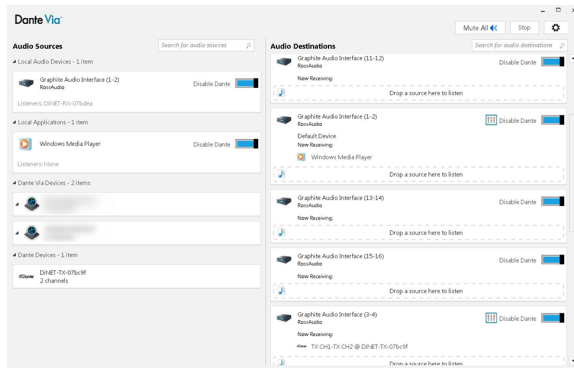 Dante Via
Mute All
Stop
Audio Sources
Search for audio sources
Local Audio Devices - 1 item
Graphite Audio Interface (1-2)
RossAudio
Disable Dante
Listeners: DiNET-RX-07bdea
Local Applications - 1 item
Windows Media Player
Disable Dante
Listeners: None
Dante Via Devices - 2 items
Dante Devices - 1 item
Dante
DiNET-TX-07bc9f
2 channels
Audio Destinations
Search for audio destinations
Graphite Audio Interface (11-12)
RossAudio
Disable Dante
Now Receiving:
Drop a source here to listen
Graphite Audio Interface (1-2)
RossAudio
Disable Dante
Default Device
Now Receiving:
Windows Media Player
Drop a source here to listen
Graphite Audio Interface (13-14)
RossAudio
Disable Dante
Now Receiving:
Drop a source here to listen
Graphite Audio Interface (15-16)
RossAudio
Disable Dante
Now Receiving:
Drop a source here to listen
Graphite Audio Interface (3-4)
RossAudio
Disable Dante
Now Receiving:
TX CH1-TX CH2 @ DiNET-TX-07bc9f
Drop a source here to listen